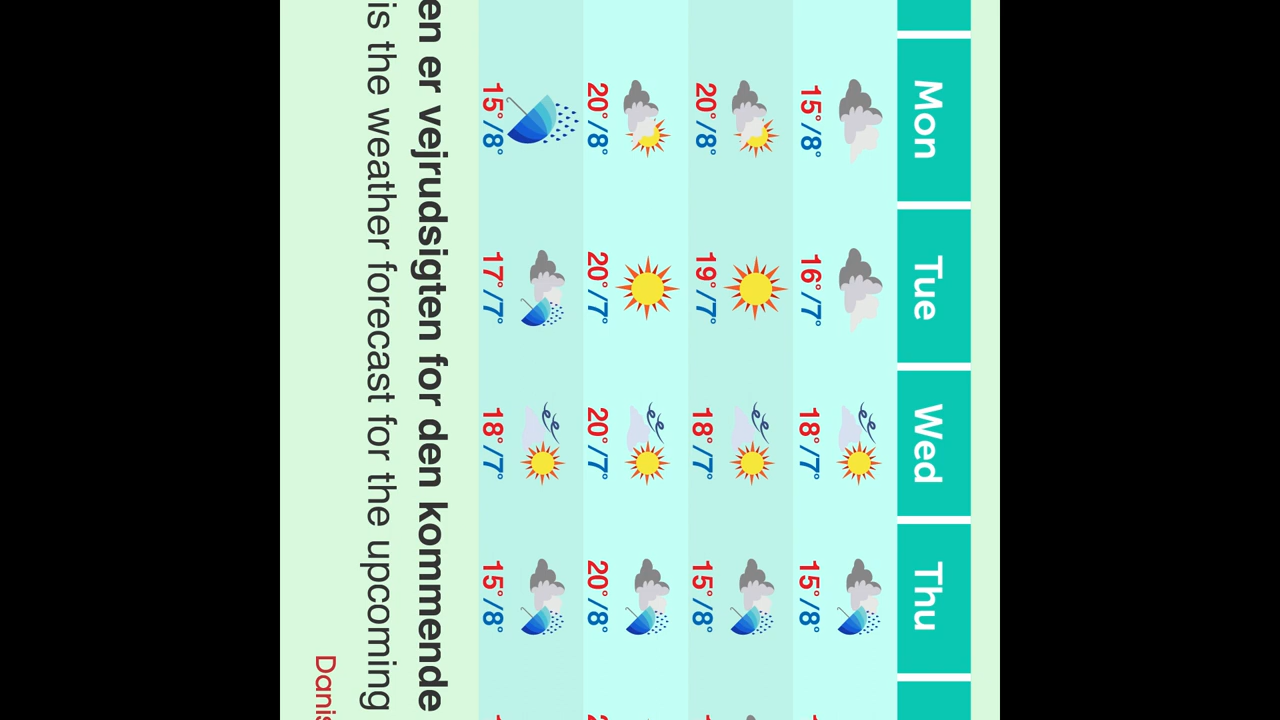 Mon Tue Wed Thu
15°/8° 16°/7° 18°/7° 15°/8°
20°/8° 19°/7° 18°/7° 15°/8°
20°/8° 20°/7° 20°/7° 20°/8°
15°/8° 17°/7° 18°/7° 15°/8°
en er vejrudsigten for den kommende
is the weather forecast for the upcoming